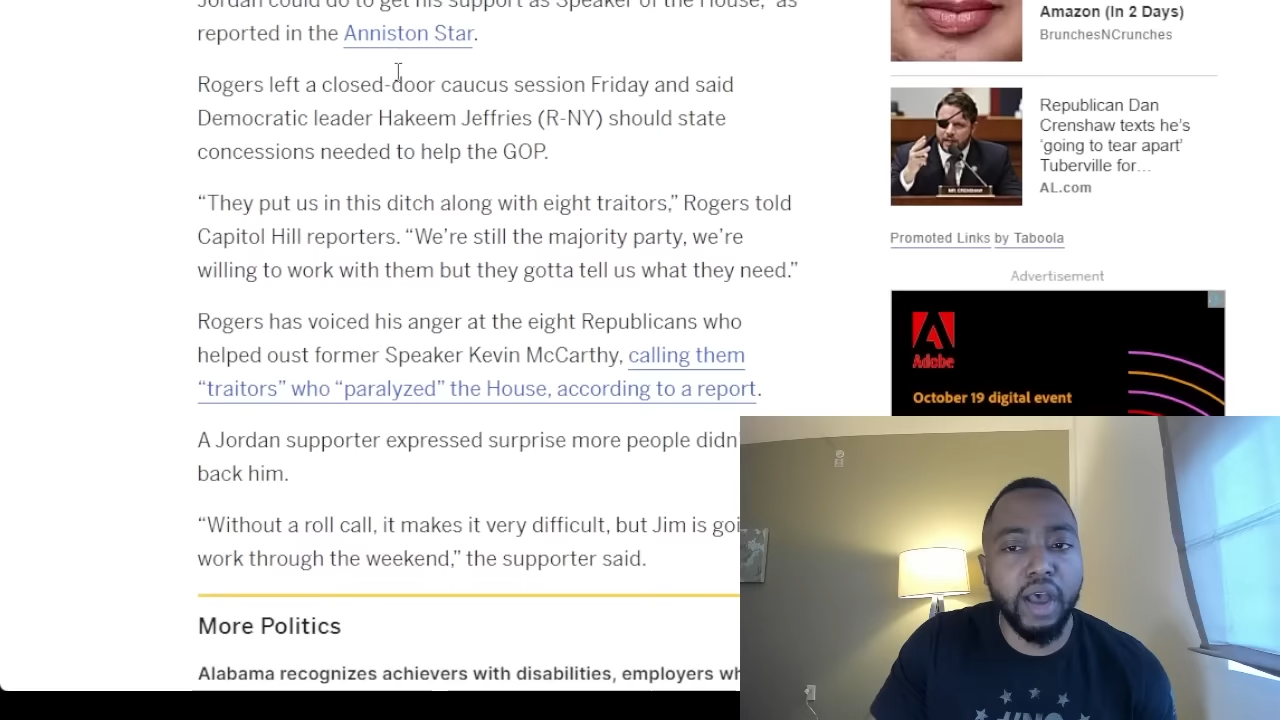 Jordan could do to get his support as Speaker of the House,” as
reported in the Anniston Star.
Rogers left a closed-door caucus session Friday and said
Democratic leader Hakeem Jeffries (R-NY) should state
concessions needed to help the GOP.
“They put us in this ditch along with eight traitors,” Rogers told
Capitol Hill reporters. “We’re still the majority party, we’re
willing to work with them but they gotta tell us what they need.”
Rogers has voiced his anger at the eight Republicans who
helped oust former Speaker Kevin McCarthy, calling them
“traitors” who “paralyzed” the House, according to a report.
A Jordan supporter expressed surprise more people didn’
back him.
“Without a roll call, it makes it very difficult, but Jim is goi
work through the weekend,” the supporter said.
More Politics
Alabama recognizes achievers with disabilities, employers wh
Amazon (In 2 Days)
BrunchesNCrunches
Republican Dan
Crenshaw texts he’s
‘going to tear apart’
Tuberville for…
AL.com
Promoted Links by Taboola
Advertisement
Adobe
October 19 digital event